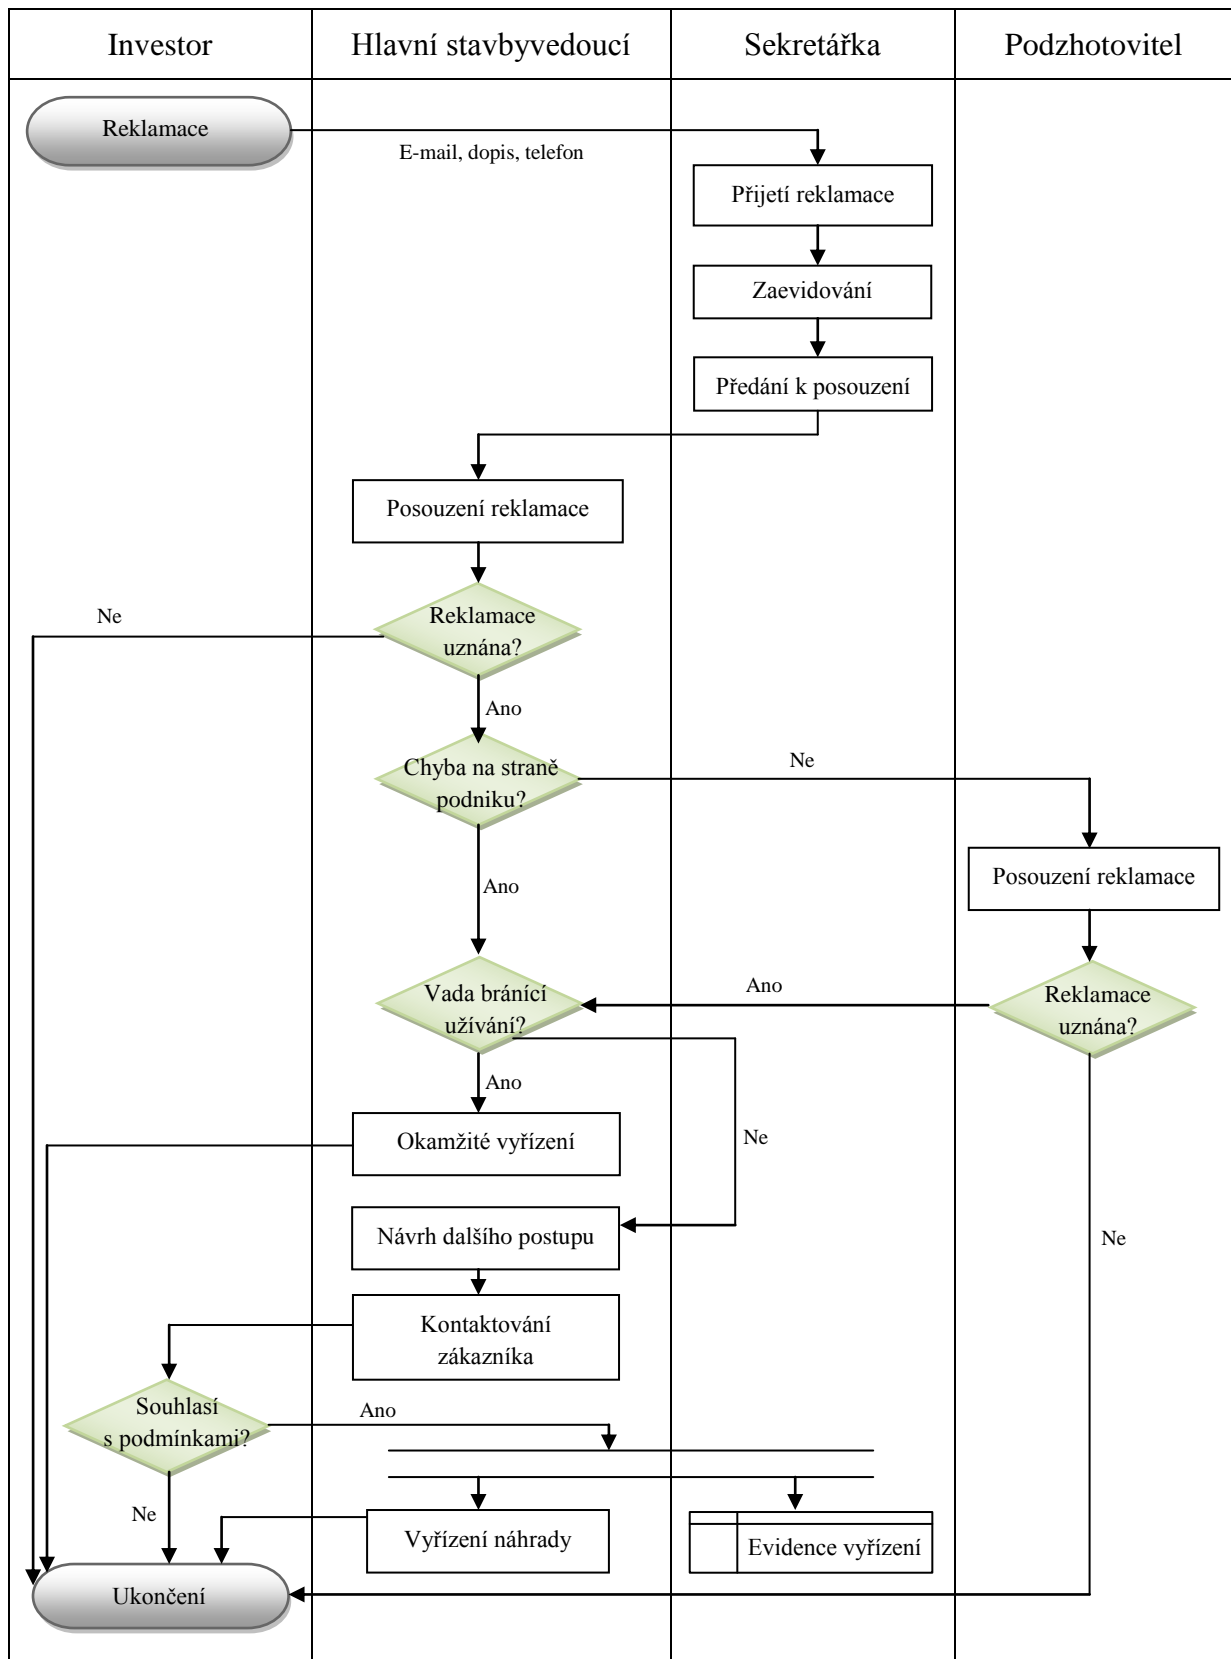 Investor
Hlavní stavbyvedoucí
Sekretářka
Podzhotovitel
Reklamace
E-mail, dopis, telefon
Přijetí reklamace
Zaevidování
Předání k posouzení
Posouzení reklamace
Reklamace
uznána?
Ne
Ano
Chyba na straně
podniku?
Ne
Ano
Posouzení reklamace
Reklamace
uznána?
Ano
Vada bránící
užívání?
Ano
Ne
Okamžité vyřízení
Návrh dalšího postupu
Ne
Kontaktování
zákazníka
Souhlasí
s podmínkami?
Ano
Ne
Vyřízení náhrady
Evidence vyřízení
Ukončení